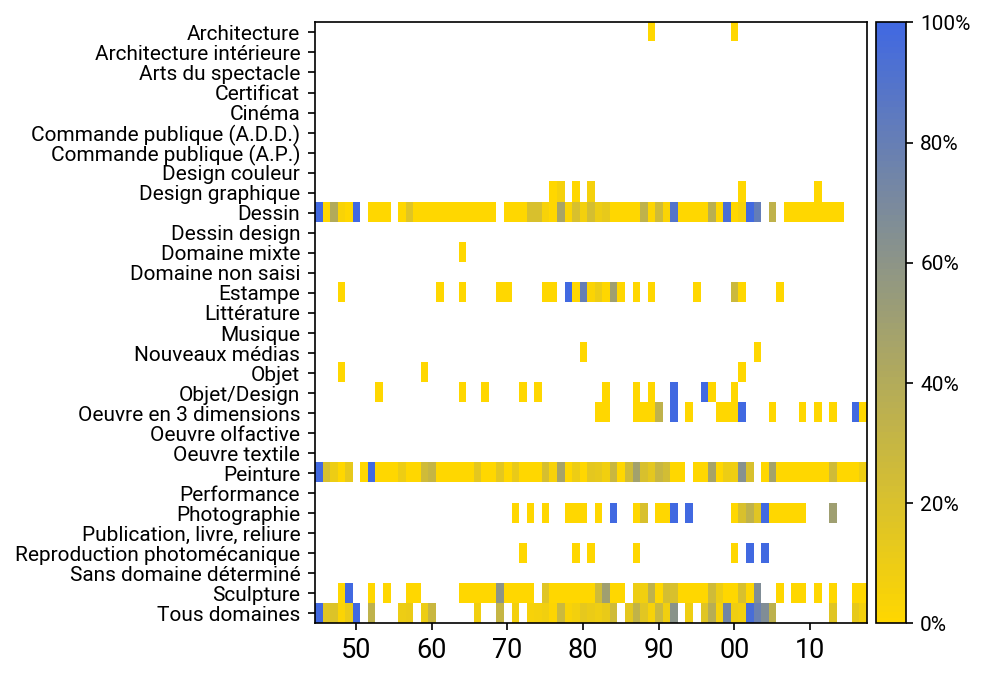 Architecture
Architecture intérieure
Arts du spectacle
Certificat
Cinéma
Commande publique (A.D.D.)
Commande publique (A.P.)
Design couleur
Design graphique
Dessin
Dessin design
Domaine mixte
Domaine non saisi
Estampe
Littérature
Musique
Nouveaux médias
Objet
Objet/Design
Oeuvre en 3 dimensions
Oeuvre olfactive
Oeuvre textile
Peinture
Performance
Photographie
Publication, livre, reliure
Reproduction photomécanique
Sans domaine déterminé
Sculpture
Tous domaines
50 60 70 80 90 00 10
100%
80%
60%
40%
20%
0%